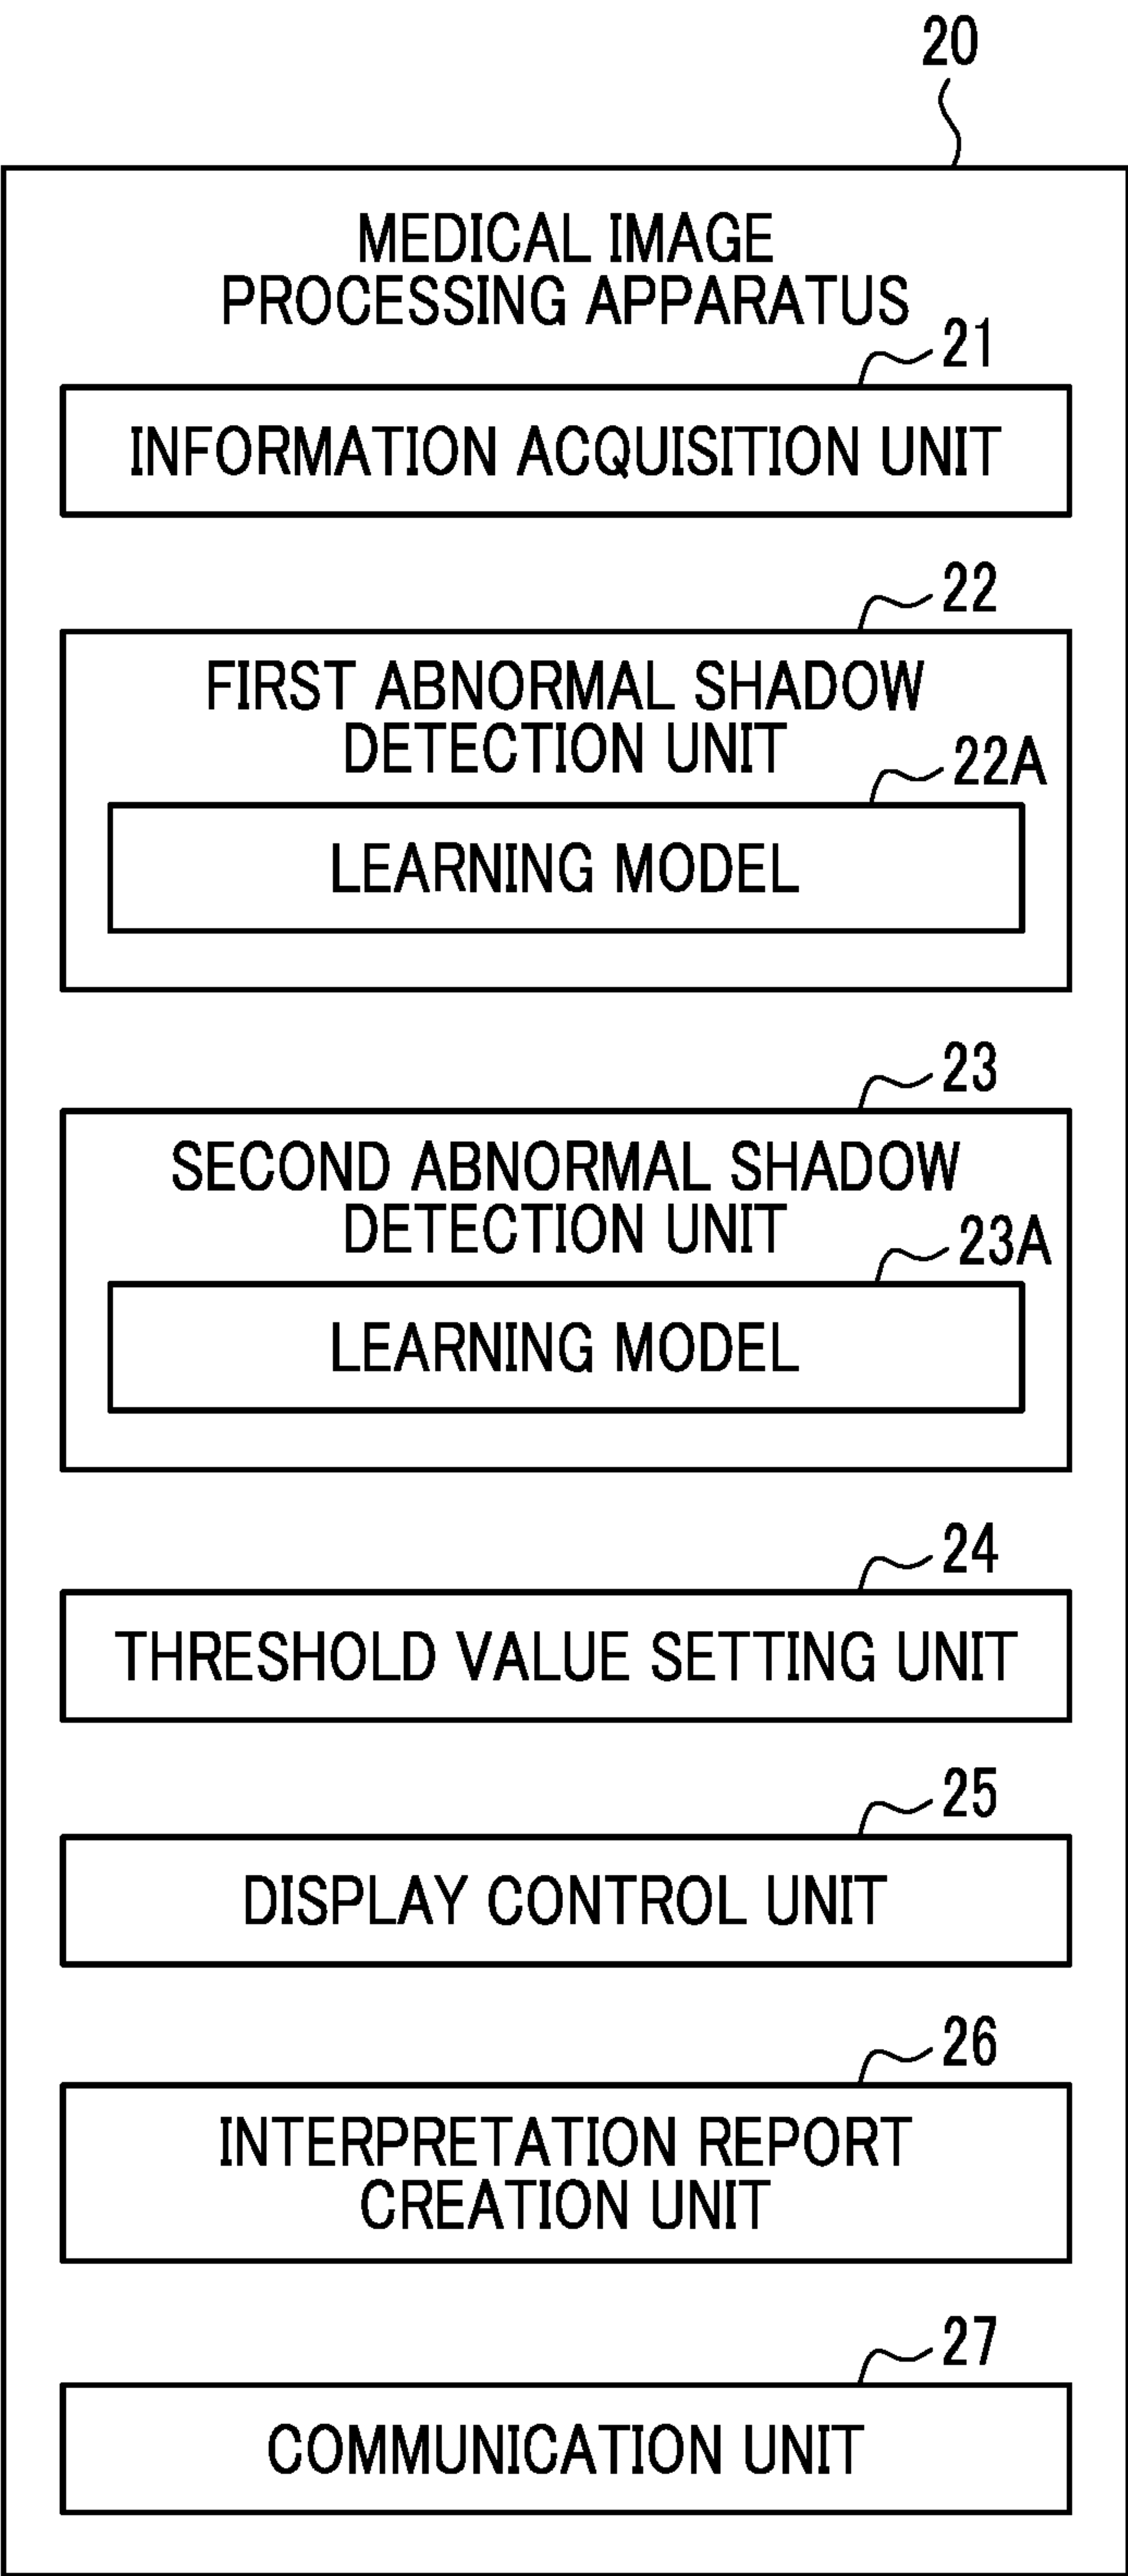 20
MEDICAL IMAGE
PROCESSING APPARATUS
21
INFORMATION ACQUISITION UNIT
22
FIRST ABNORMAL SHADOW
DETECTION UNIT
22A
LEARNING MODEL
23
SECOND ABNORMAL SHADOW
DETECTION UNIT
23A
LEARNING MODEL
24
THRESHOLD VALUE SETTING UNIT
25
DISPLAY CONTROL UNIT
26
INTERPRETATION REPORT
CREATION UNIT
27
COMMUNICATION UNIT